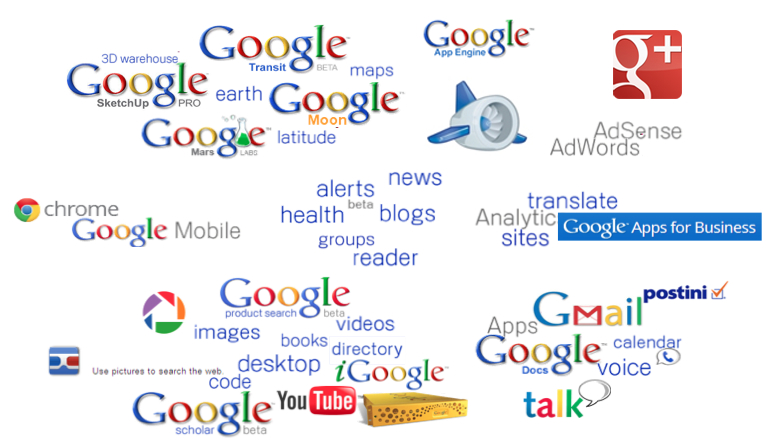 3D warehouse
Google
SketchUp PRO
Google
Transit BETA
maps
earth
Google
Moon
Google
Mars LABS
latitude
Google
App Engine
g+
AdSense
AdWords
chrome
Google Mobile
news
alerts
beta
health
blogs
groups
reader
translate
Analytic
sites
Google Apps for Business
Google
product search beta
images
videos
books
directory
desktop
iGoogle
Use pictures to search the web.
code
Google
scholar beta
YouTube
postini
Gmail
Apps
calendar
Google
Docs
voice
talk